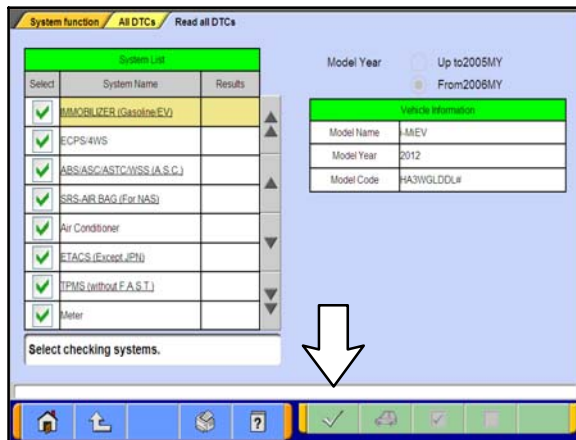 System function
All DTCs
Read all DTCs
System List
Select
System Name
Results
IMMOBILIZER (Gasoline/EV)
ECPS/4WS
ABS/ASC/ASTC/WSS (A.S.C.)
SRS-AIR BAG (For NAS)
Air Conditioner
ETACS (Except JPN)
TPMS (without F.A.S.T.)
Meter
Select checking systems.
Model Year
Up to2005MY
From2006MY
Vehicle Information
Model Name
i-MiEV
Model Year
2012
Model Code
HA3WGLDDL#
?